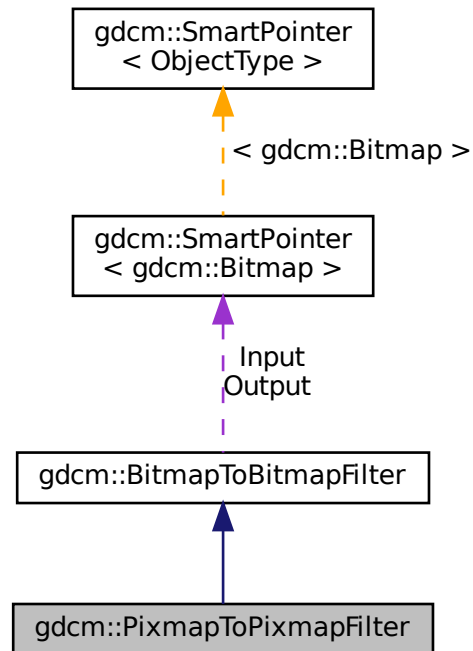 gdcm::SmartPointer
< ObjectType >
< gdcm::Bitmap >
gdcm::SmartPointer
< gdcm::Bitmap >
Input
Output
gdcm::BitmapToBitmapFilter
gdcm::PixmapToPixmapFilter